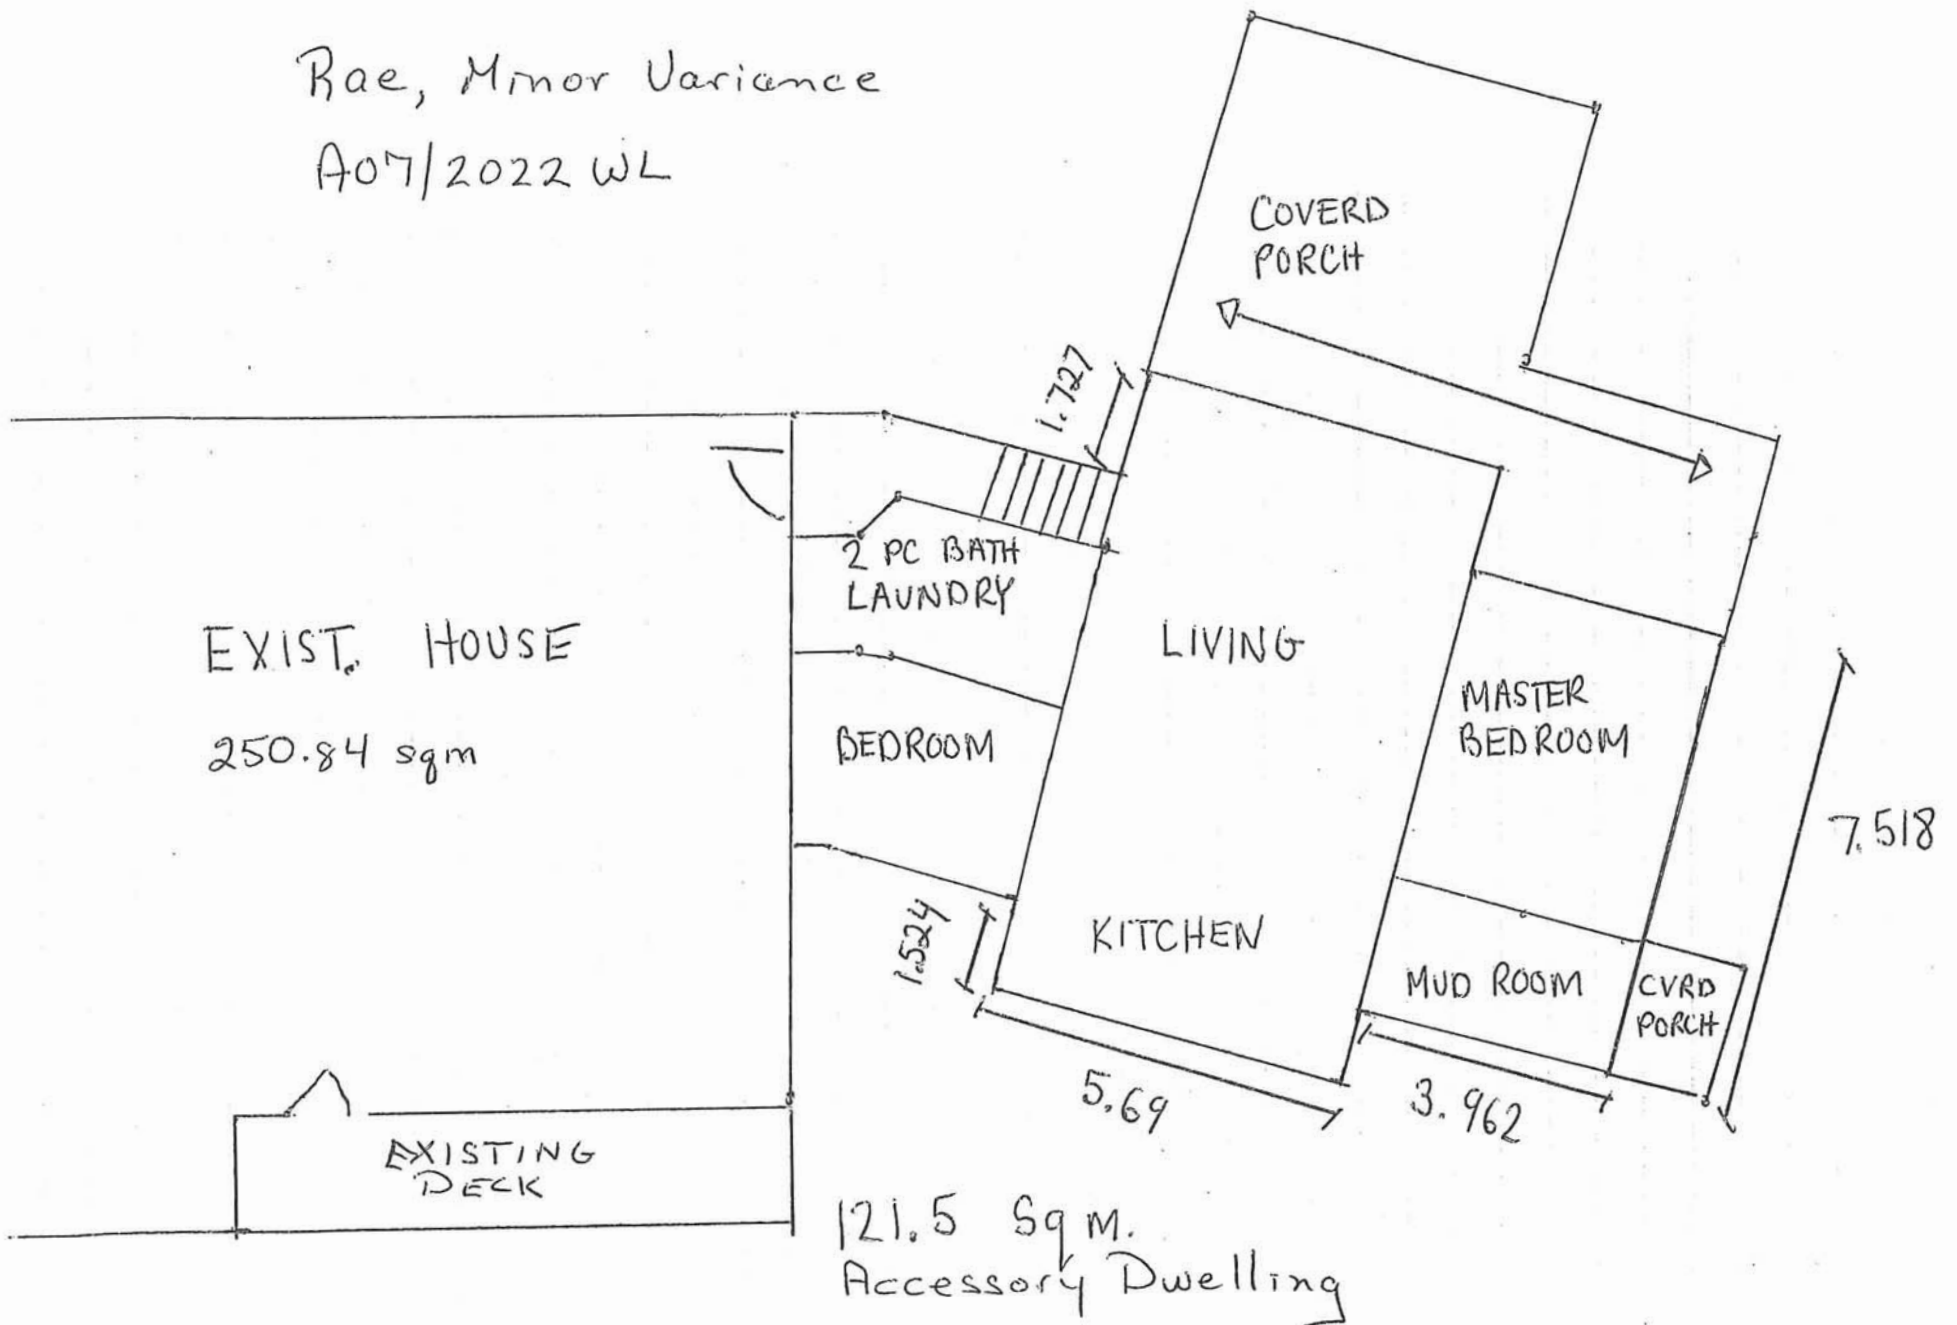 Rae, Minor Variance
A07/2022 WL
COVERD
PORCH
1.727
2 PC BATH
LAUNDRY
EXIST. HOUSE
250.84 sqm
LIVING
MASTER
BEDROOM
BEDROOM
7.518
1.524
KITCHEN
MUD ROOM
CVRD
PORCH
5.69
3.962
EXISTING
DECK
121.5 Sq M.
Accessory Dwelling